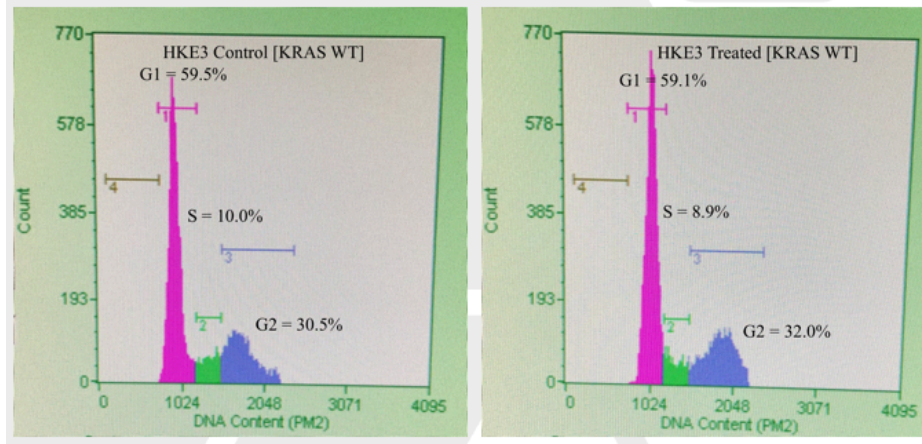 770
HKE3 Control [KRAS WT]
G1 = 59.5%
1
578
4
Count
385
S = 10.0%
3
193
2
G2 = 30.5%
0
0 1024 2048 3071 4095
DNA Content (PM2)
770
HKE3 Treated [KRAS WT]
G1 = 59.1%
1
578
4
Count
385
S = 8.9%
3
193
2
G2 = 32.0%
0
0 1024 2048 3071 4095
DNA Content (PM2)